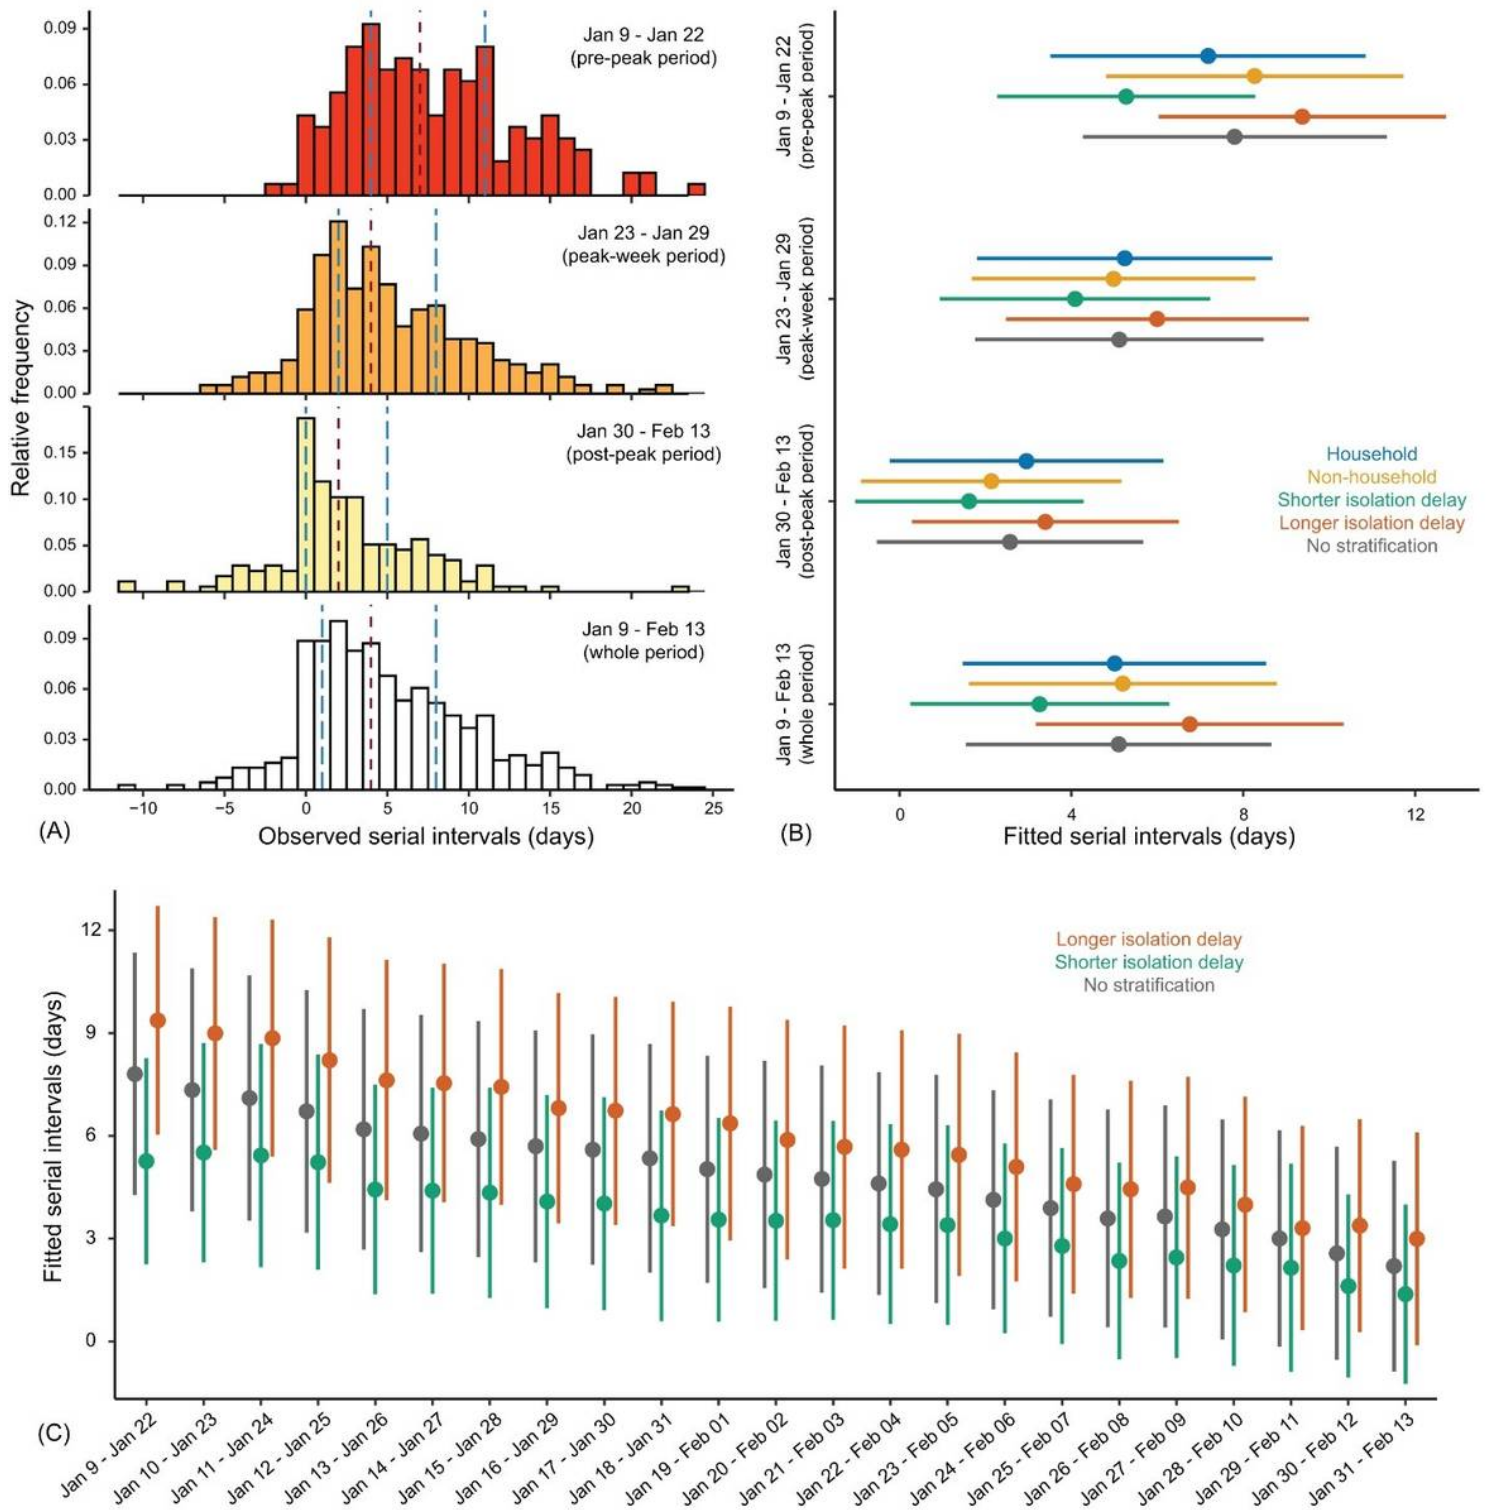 Relative frequency
0.09
0.06
0.03
0.00
Jan 9 - Jan 22
(pre-peak period)
0.12
0.09
0.06
0.03
0.00
Jan 23 - Jan 29
(peak-week period)
0.15
0.10
0.05
0.00
Jan 30 - Feb 13
(post-peak period)
0.09
0.06
0.03
0.00
Jan 9 - Feb 13
(whole period)
−10 −5 0 5 10 15 20 25
(A) Observed serial intervals (days)
Jan 9 - Jan 22
(pre-peak period)
Jan 23 - Jan 29
(peak-week period)
Jan 30 - Feb 13
(post-peak period)
Jan 9 - Feb 13
(whole period)
Household
Non-household
Shorter isolation delay
Longer isolation delay
No stratification
0 4 8 12
(B) Fitted serial intervals (days)
Fitted serial intervals (days)
12
9
6
3
0
Longer isolation delay
Shorter isolation delay
No stratification
(C)
Jan 9 - Jan 22
Jan 10 - Jan 23
Jan 11 - Jan 24
Jan 12 - Jan 25
Jan 13 - Jan 26
Jan 14 - Jan 27
Jan 15 - Jan 28
Jan 16 - Jan 29
Jan 17 - Jan 30
Jan 18 - Jan 31
Jan 19 - Feb 01
Jan 20 - Feb 02
Jan 21 - Feb 03
Jan 22 - Feb 04
Jan 23 - Feb 05
Jan 24 - Feb 06
Jan 25 - Feb 07
Jan 26 - Feb 08
Jan 27 - Feb 09
Jan 28 - Feb 10
Jan 29 - Feb 11
Jan 30 - Feb 12
Jan 31 - Feb 13